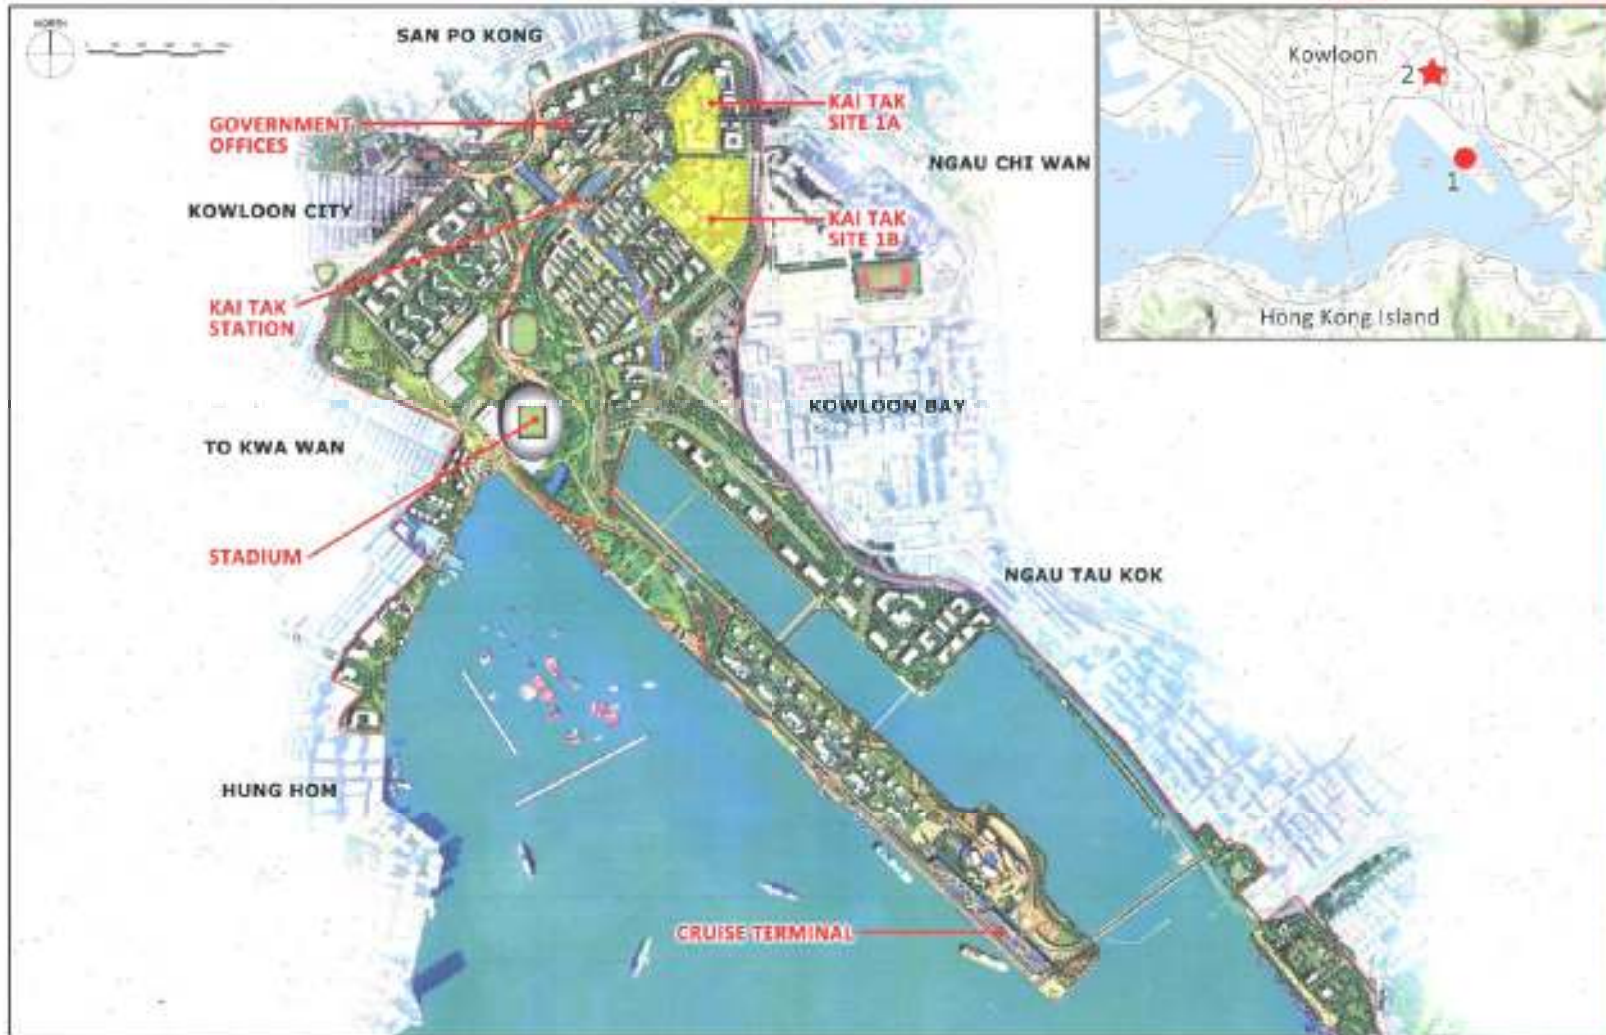 NORTH
SAN PO KONG
KAI TAK
SITE 1A
GOVERNMENT
OFFICES
NGAU CHI WAN
KOWLOON CITY
KAI TAK
SITE 1B
KAI TAK
STATION
KOWLOON BAY
TO KWA WAN
STADIUM
NGAU TAU KOK
HUNG HOM
CRUISE TERMINAL
Kowloon
2
1
Hong Kong Island